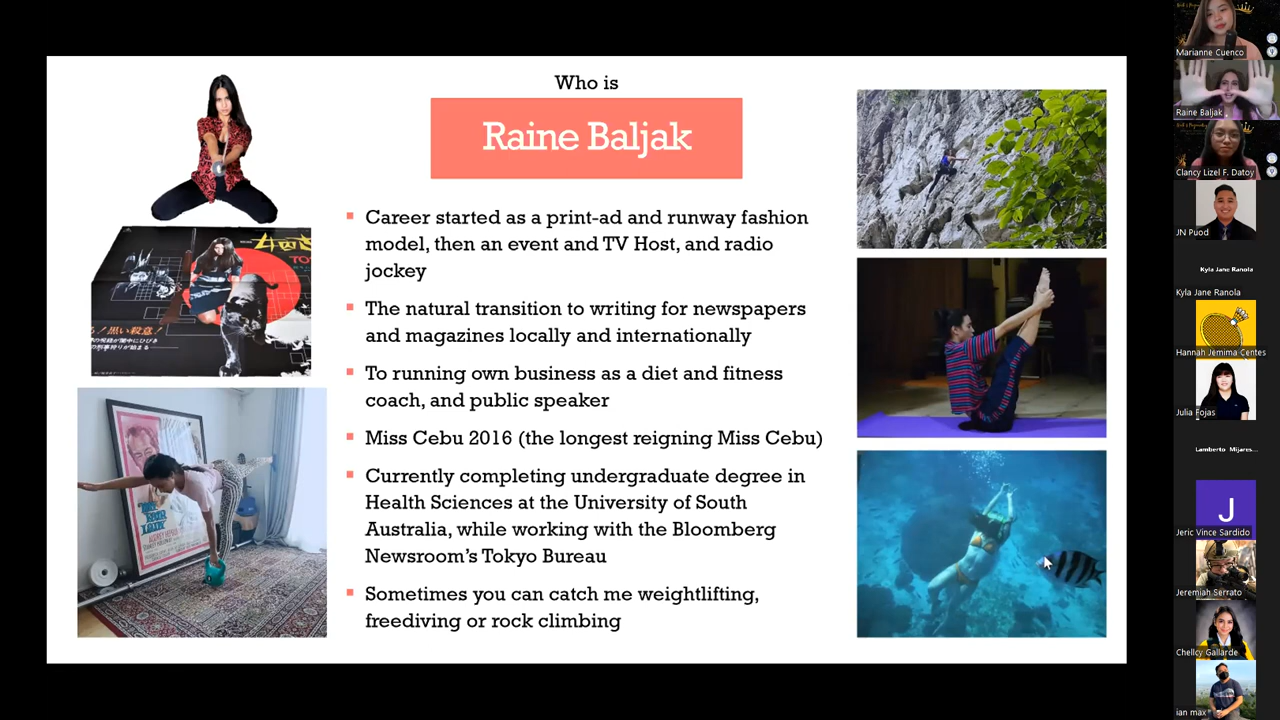 Who is
Raine Baljak
Career started as a print-ad and runway fashion
model, then an event and TV Host, and radio
jockey
The natural transition to writing for newspapers
and magazines locally and internationally
To running own business as a diet and fitness
coach, and public speaker
Miss Cebu 2016 (the longest reigning Miss Cebu)
Currently completing undergraduate degree in
Health Sciences at the University of South
Australia, while working with the Bloomberg
Newsroom's Tokyo Bureau
Sometimes you can catch me weightlifting,
freediving or rock climbing
Marianne Cuenco
Raine Baljak
Clancy Lizel F. Datoy
JN Puod
Kyla Jane Ranola
Kyla Jane Ranola
Hannah Jemima Centes
Julia Fojas
Lamberto Mijares...
J
Jeric Vince Sardido
Jeremiah Serrato
Chellcy Gallarde
ian max